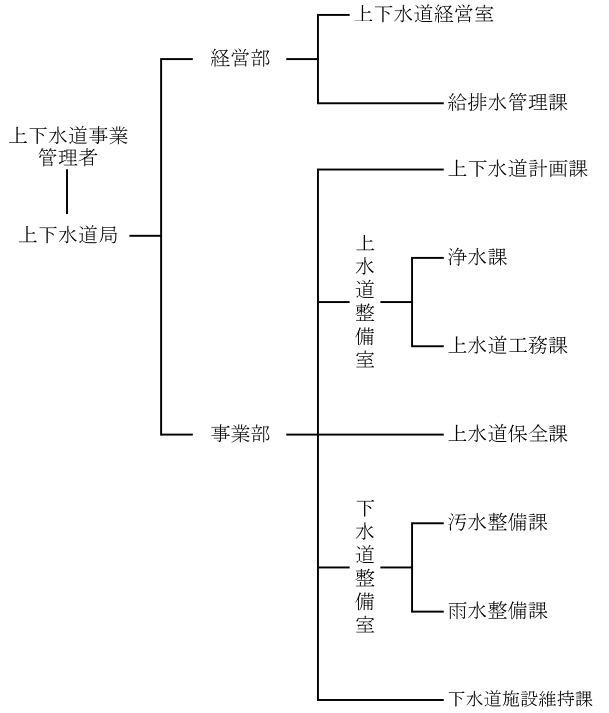 上下水道事業
管理者
上下水道局
経営部
上下水道経営室
給排水管理課
事業部
上下水道計画課
上水道整備室
浄水課
上水道工務課
上水道保全課
下水道整備室
汚水整備課
雨水整備課
下水道施設維持課